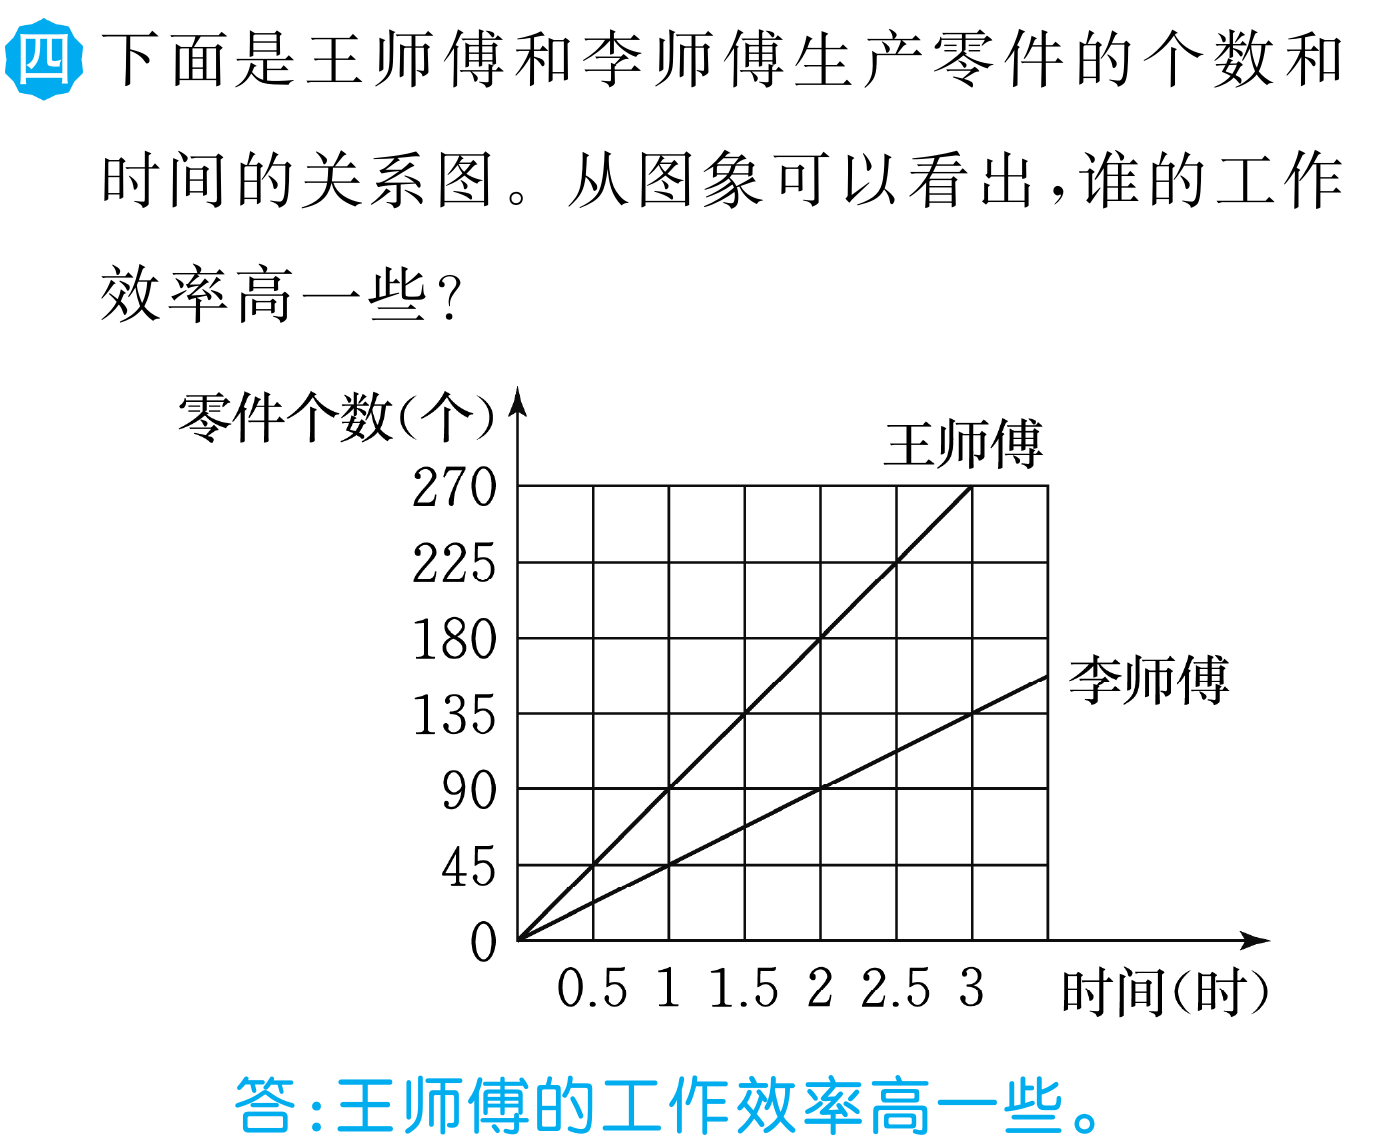 四 下面是王师傅和李师傅生产零件的个数和
时间的关系图。从图象可以看出,谁的工作
效率高一些?
零件个数(个)
王师傅
270
225
180
李师傅
135
90
45
0
0.5 1 1.5 2 2.5 3 时间(时)
答:王师傅的工作效率高一些。